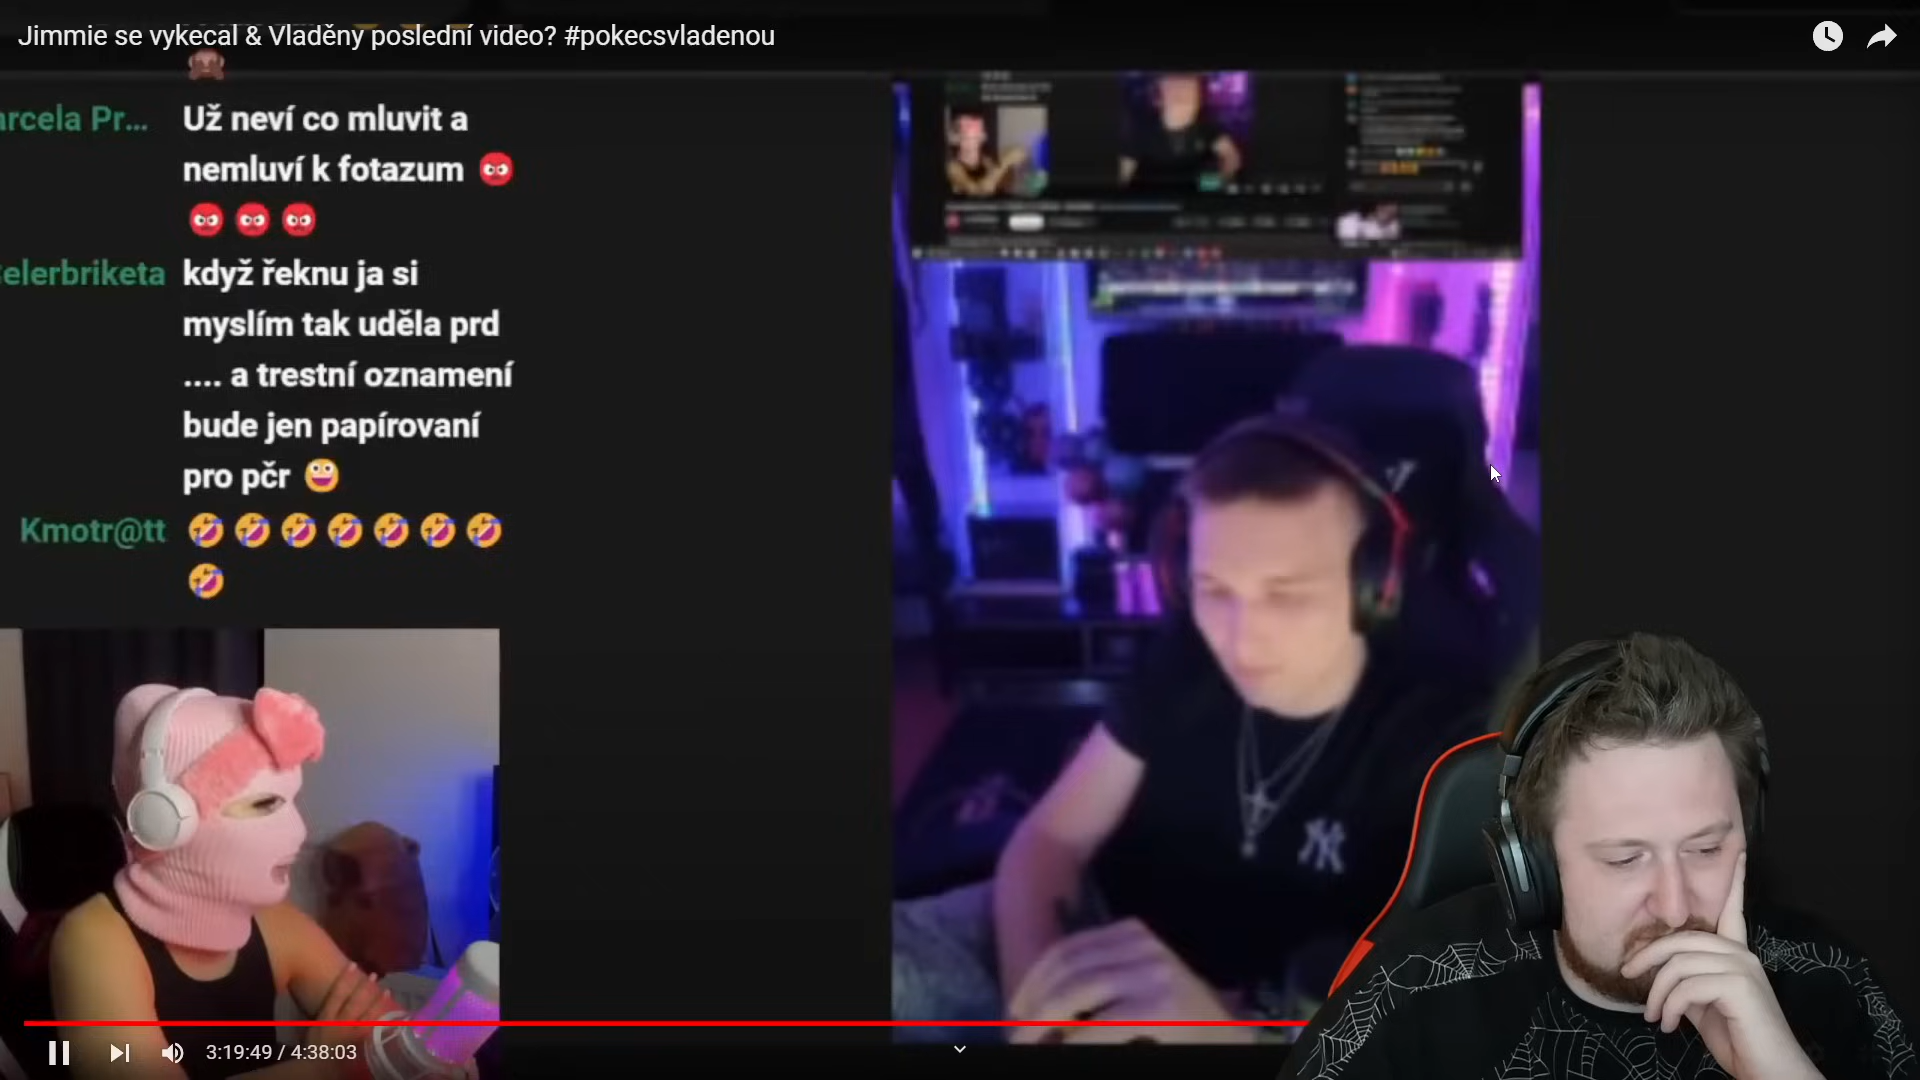 Jimmie se vykecal & Vladěny poslední video? #pokecsvladenou
arcela Pr...
Už neví co mluvit a
nemluví k fotazum
elerbriketa
když řeknu ja si
myslím tak uděla prd
.... a trestní oznamení
bude jen papírovaní
pro pčr
Kmotr@tt
NY
3:19:49 / 4:38:03